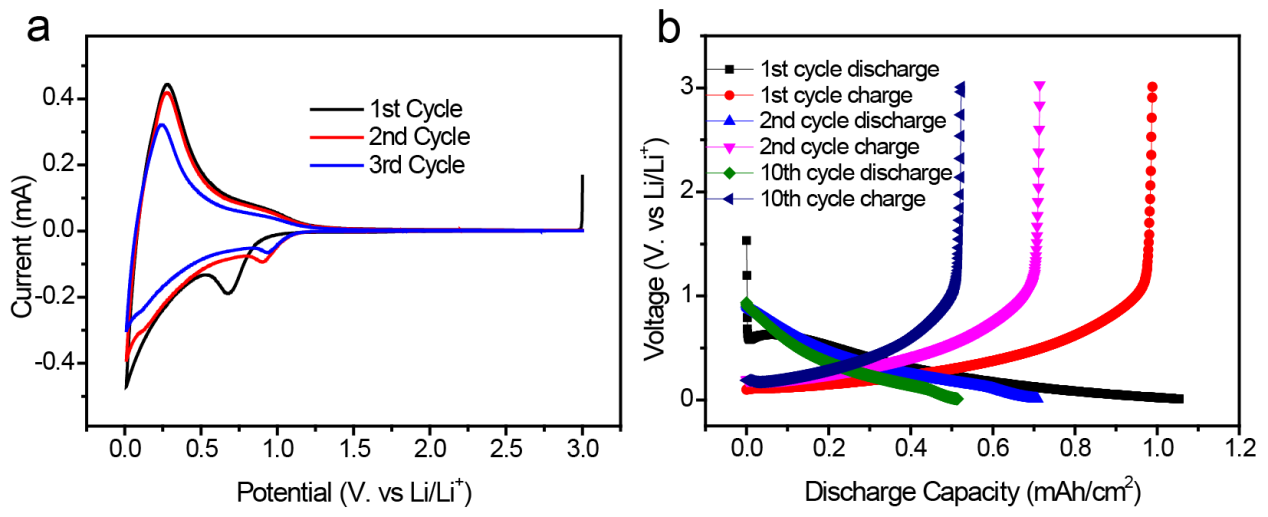 a
Current (mA)
0.4
0.2
0.0
-0.2
-0.4
1st Cycle
2nd Cycle
3rd Cycle
0.0 0.5 1.0 1.5 2.0 2.5 3.0
Potential (V. vs Li/Li⁺)
b
Voltage (V. vs Li/Li⁺)
3
2
1
0
1st cycle discharge
1st cycle charge
2nd cycle discharge
2nd cycle charge
10th cycle discharge
10th cycle charge
0.0 0.2 0.4 0.6 0.8 1.0 1.2
Discharge Capacity (mAh/cm²)